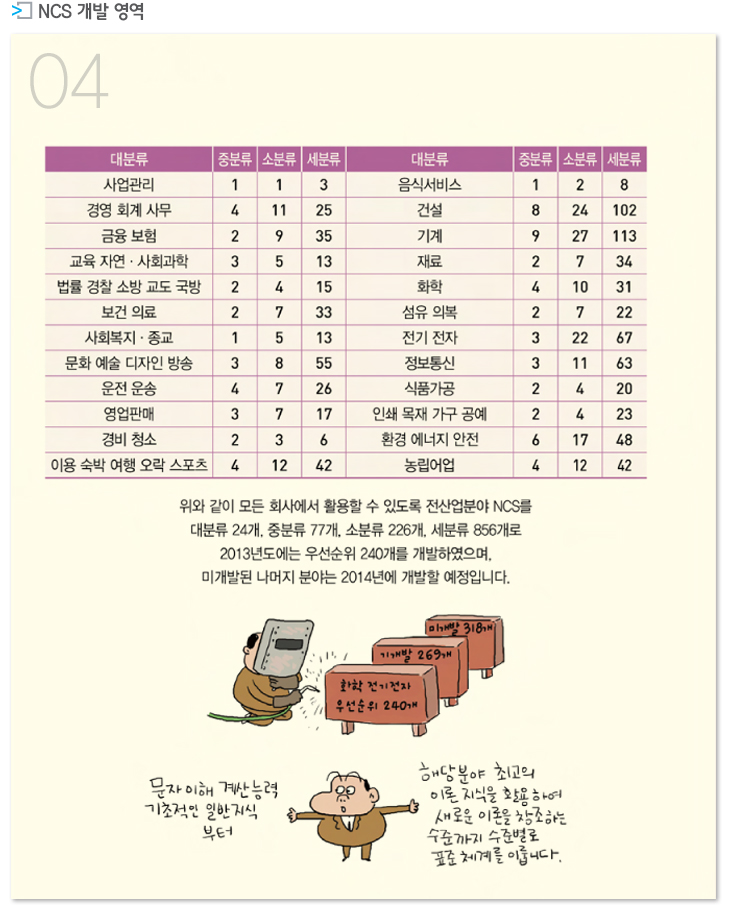 NCS 개발 영역
04
대분류 중분류 소분류 세분류 대분류 중분류 소분류 세분류
사업관리 1 1 3 음식서비스 1 2 8
경영 회계 사무 4 11 25 건설 8 24 102
금융 보험 2 9 35 기계 9 27 113
교육 자연·사회과학 3 5 13 재료 2 7 34
법률 경찰 소방 교도 국방 2 4 15 화학 4 10 31
보건 의료 2 7 33 섬유 의복 2 7 22
사회복지·종교 1 5 13 전기 전자 3 22 67
문화 예술 디자인 방송 3 8 55 정보통신 3 11 63
운전 운송 4 7 26 식품가공 2 4 20
영업판매 3 7 17 인쇄 목재 가구 공예 2 4 23
경비 청소 2 3 6 환경 에너지 안전 6 17 48
이용 숙박 여행 오락 스포츠 4 12 42 농림어업 4 12 42
위와 같이 모든 회사에서 활용할 수 있도록 전산업분야 NCS를
대분류 24개, 중분류 77개, 소분류 226개, 세분류 856개로
2013년도에는 우선순위 240개를 개발하였으며,
미개발된 나머지 분야는 2014년에 개발할 예정입니다.
미개발 318개
기개발 269개
화학 전기전자
우선순위 240개
문자이해 계산능력
기초적인 일반지식
부터
해당분야 최고의
이론 지식을 활용하여
새로운 이론을 창조하는
수준까지 수준별로
표준체계를 이룹니다.